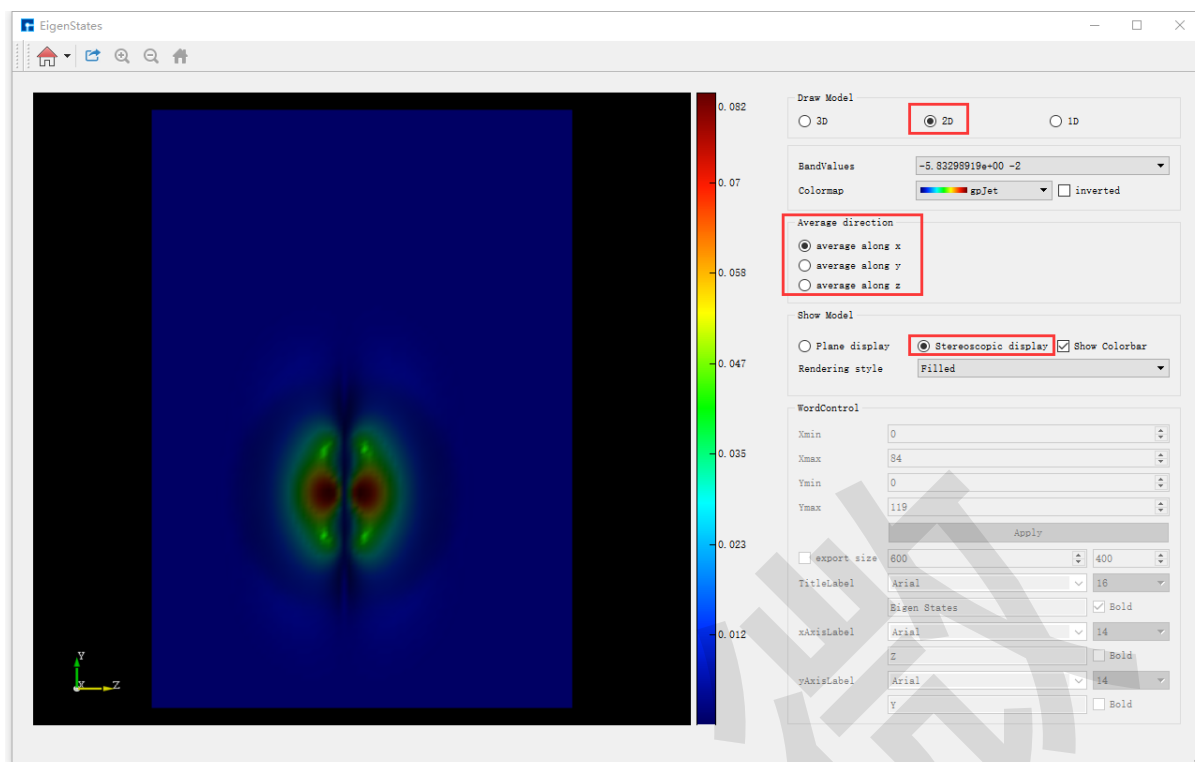 EigenStates
Draw Model
3D 2D 1D
BandValues -5.83298919e+00 -2
Colormap gpJet inverted
Average direction
average along x
average along y
average along z
Show Model
Plane display Stereoscopic display Show Colorbar
Rendering style Filled
WordControl
Xmin 0
Xmax 84
Ymin 0
Ymax 119
Apply
export size 600 400
TitleLabel Arial 16
Eigen States Bold
xAxisLabel Arial 14
Z Bold
yAxisLabel Arial 14
Y Bold
0.082
0.07
0.058
0.047
0.035
0.023
0.012
Y
X Z